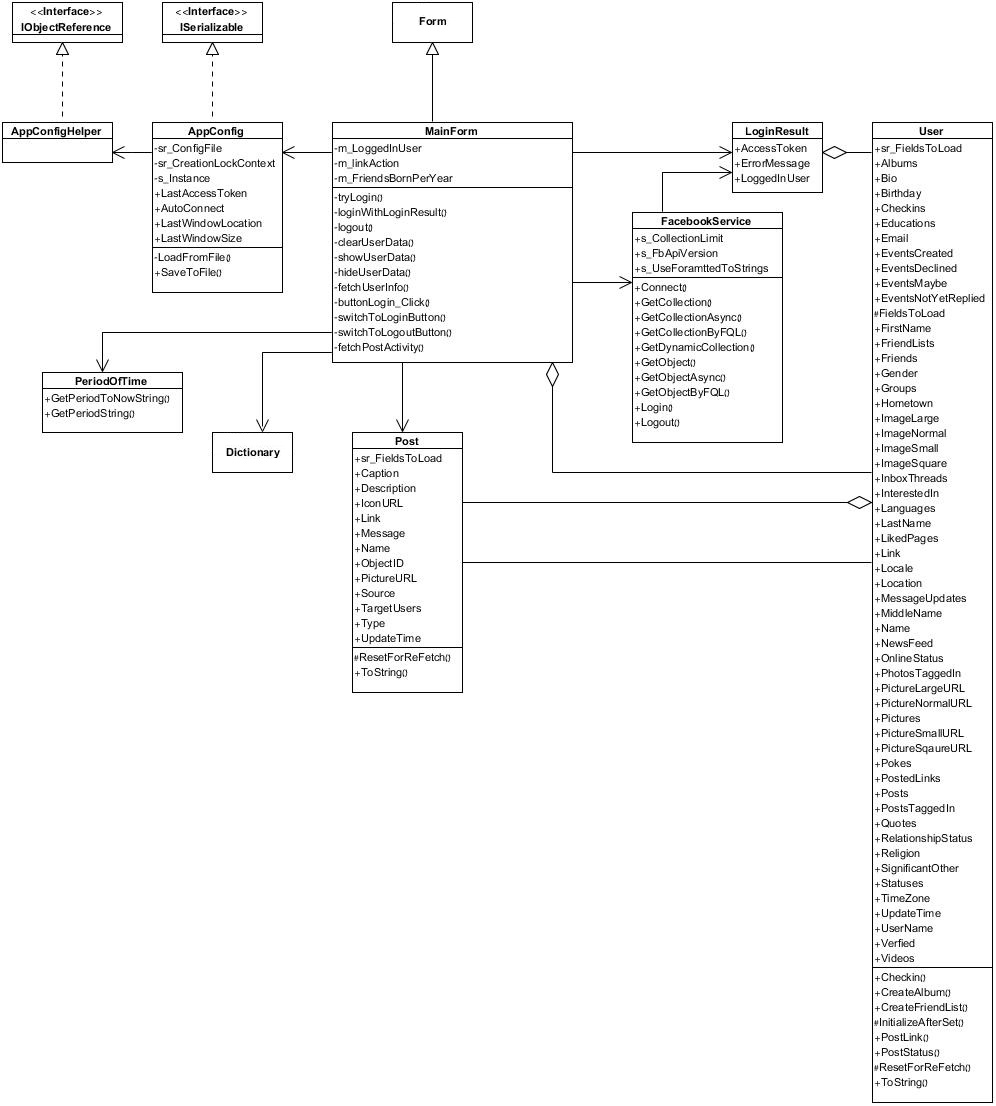 <<Interface>>
IObjectReference
<<Interface>>
ISerializable
Form
AppConfigHelper
AppConfig
-sr_ConfigFile
-sr_CreationLockContext
-s_Instance
+LastAccessToken
+AutoConnect
+LastWindowLocation
+LastWindowSize
-LoadFromFile()
+SaveToFile()
MainForm
-m_LoggedInUser
-m_linkAction
-m_FriendsBornPerYear
-tryLogin()
-loginWithLoginResult()
-logout()
-clearUserData()
-showUserData()
-hideUserData()
-fetchUserInfo()
-buttonLogin_Click()
-switchToLoginButton()
-switchToLogoutButton()
-fetchPostActivity()
LoginResult
+AccessToken
+ErrorMessage
+LoggedInUser
FacebookService
+s_CollectionLimit
+s_FbApiVersion
+s_UseForamttedToStrings
+Connect()
+GetCollection()
+GetCollectionAsync()
+GetCollectionByFQL()
+GetDynamicCollection()
+GetObject()
+GetObjectAsync()
+GetObjectByFQL()
+Login()
+Logout()
PeriodOfTime
+GetPeriodToNowString()
+GetPeriodString()
Dictionary
Post
+sr_FieldsToLoad
+Caption
+Description
+IconURL
+Link
+Message
+Name
+ObjectID
+PictureURL
+Source
+TargetUsers
+Type
+UpdateTime
#ResetForReFetch()
+ToString()
User
+sr_FieldsToLoad
+Albums
+Bio
+Birthday
+Checkins
+Educations
+Email
+EventsCreated
+EventsDeclined
+EventsMaybe
+EventsNotYetReplied
#FieldsToLoad
+FirstName
+FriendLists
+Friends
+Gender
+Groups
+Hometown
+ImageLarge
+ImageNormal
+ImageSmall
+ImageSquare
+InboxThreads
+InterestedIn
+Languages
+LastName
+LikedPages
+Link
+Locale
+Location
+MessageUpdates
+MiddleName
+Name
+NewsFeed
+OnlineStatus
+PhotosTaggedIn
+PictureLargeURL
+PictureNormalURL
+Pictures
+PictureSmallURL
+PictureSqaureURL
+Pokes
+PostedLinks
+Posts
+PostsTaggedIn
+Quotes
+RelationshipStatus
+Religion
+SignificantOther
+Statuses
+TimeZone
+UpdateTime
+UserName
+Verfied
+Videos
+Checkin()
+CreateAlbum()
+CreateFriendList()
#InitializeAfterSet()
+PostLink()
+PostStatus()
#ResetForReFetch()
+ToString()